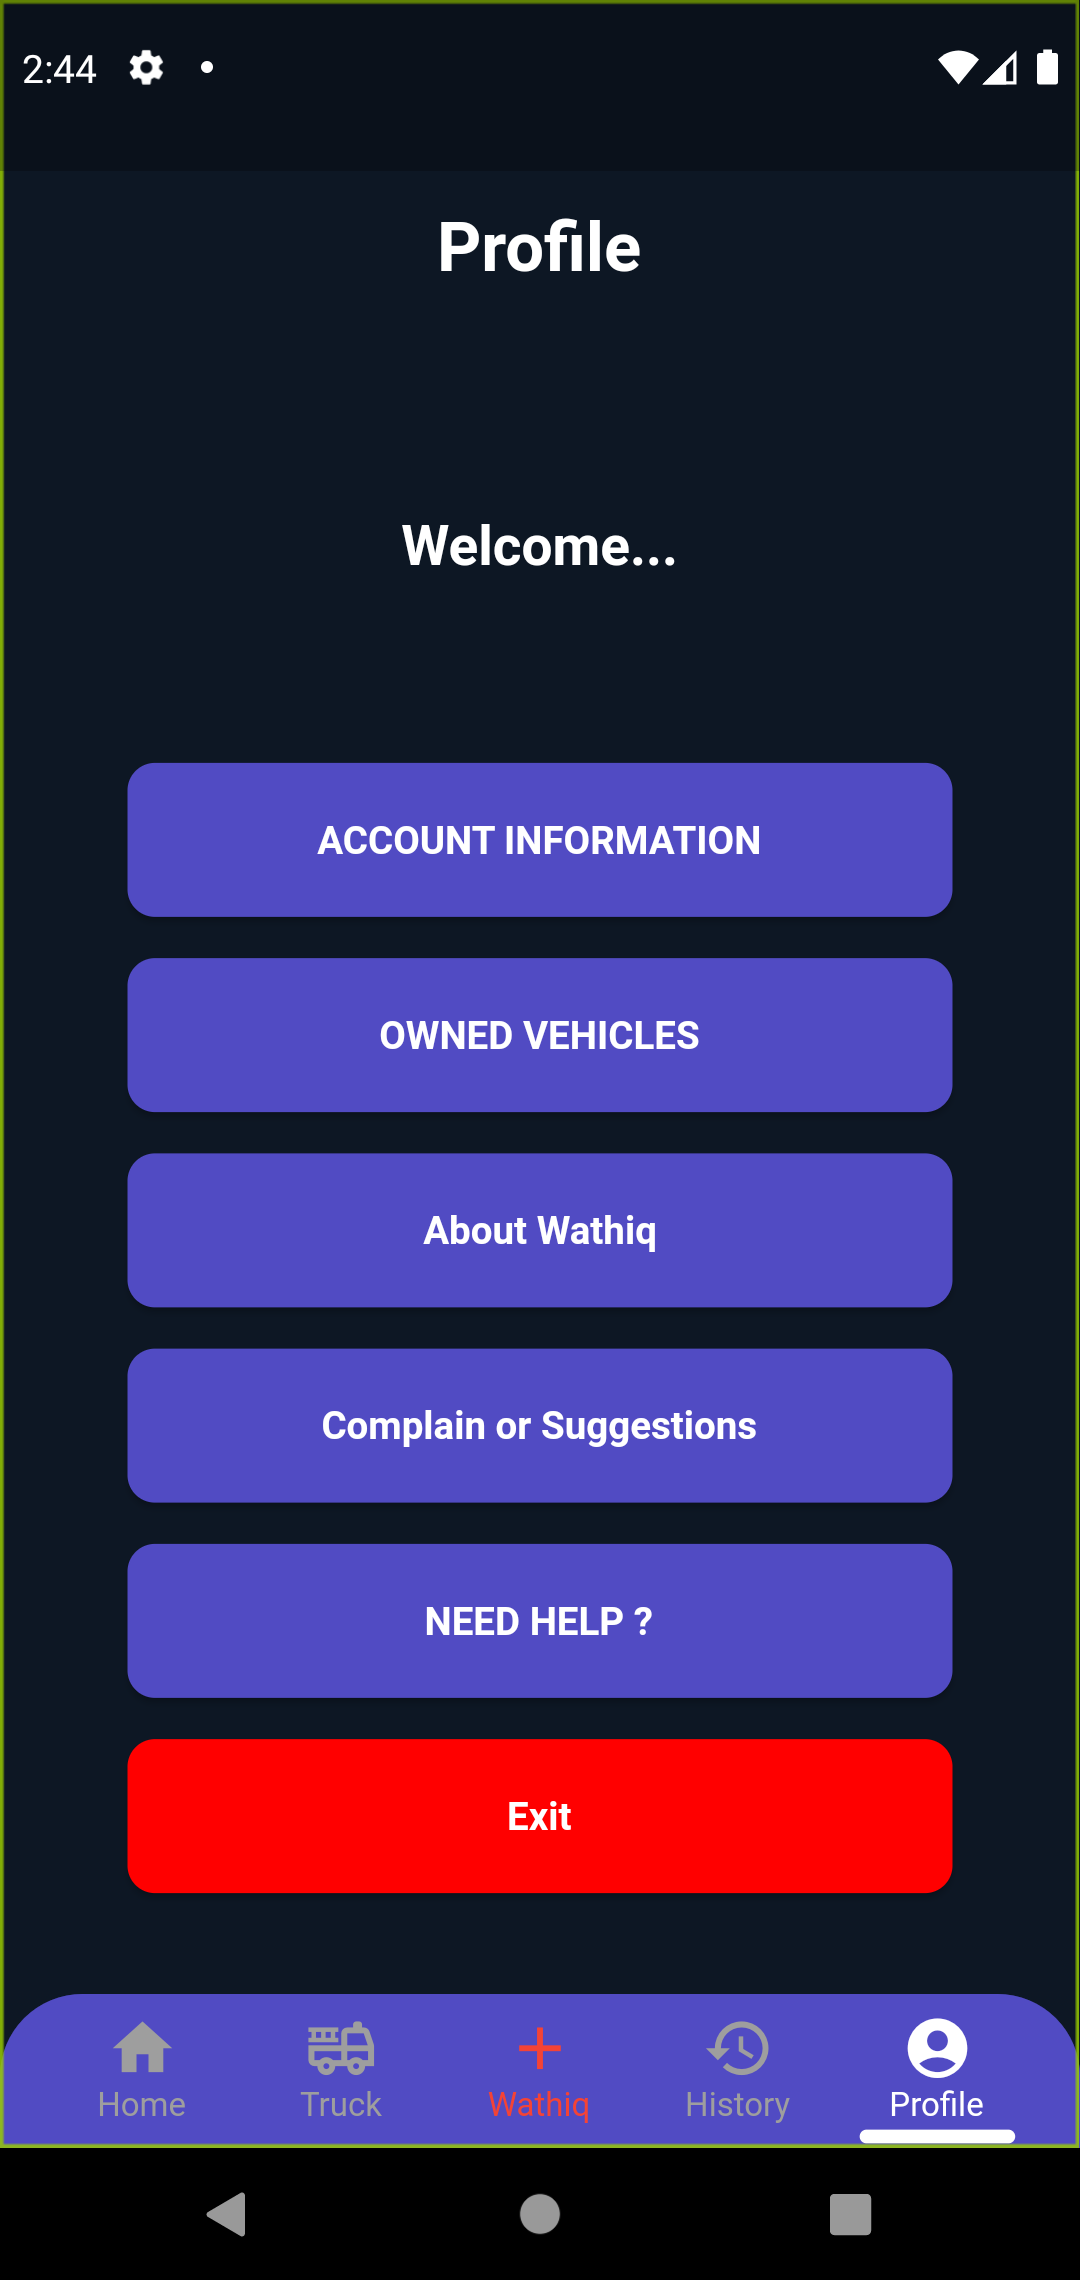 2:44
Profile
Welcome...
ACCOUNT INFORMATION
OWNED VEHICLES
About Wathiq
Complain or Suggestions
NEED HELP ?
Exit
Home Truck Wathiq History Profile